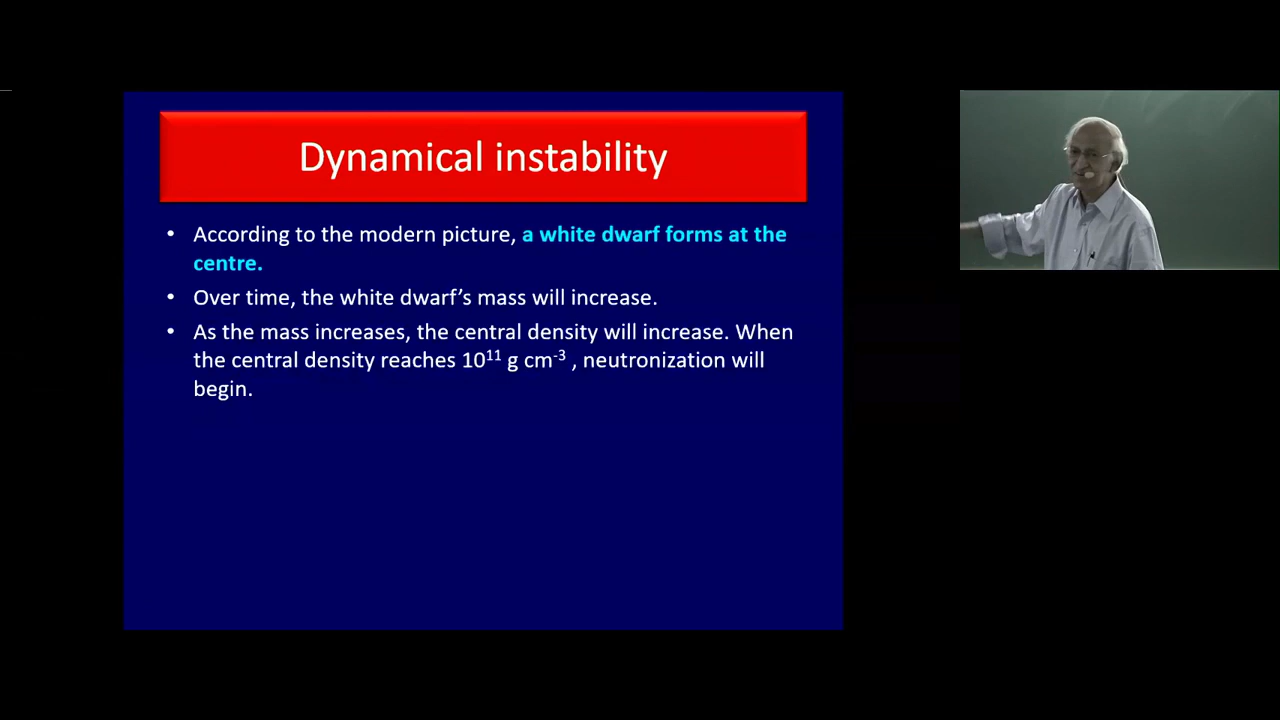 Dynamical instability
• According to the modern picture, a white dwarf forms at the
centre.
• Over time, the white dwarf’s mass will increase.
• As the mass increases, the central density will increase. When
the central density reaches 10¹¹ g cm⁻³ , neutronization will
begin.